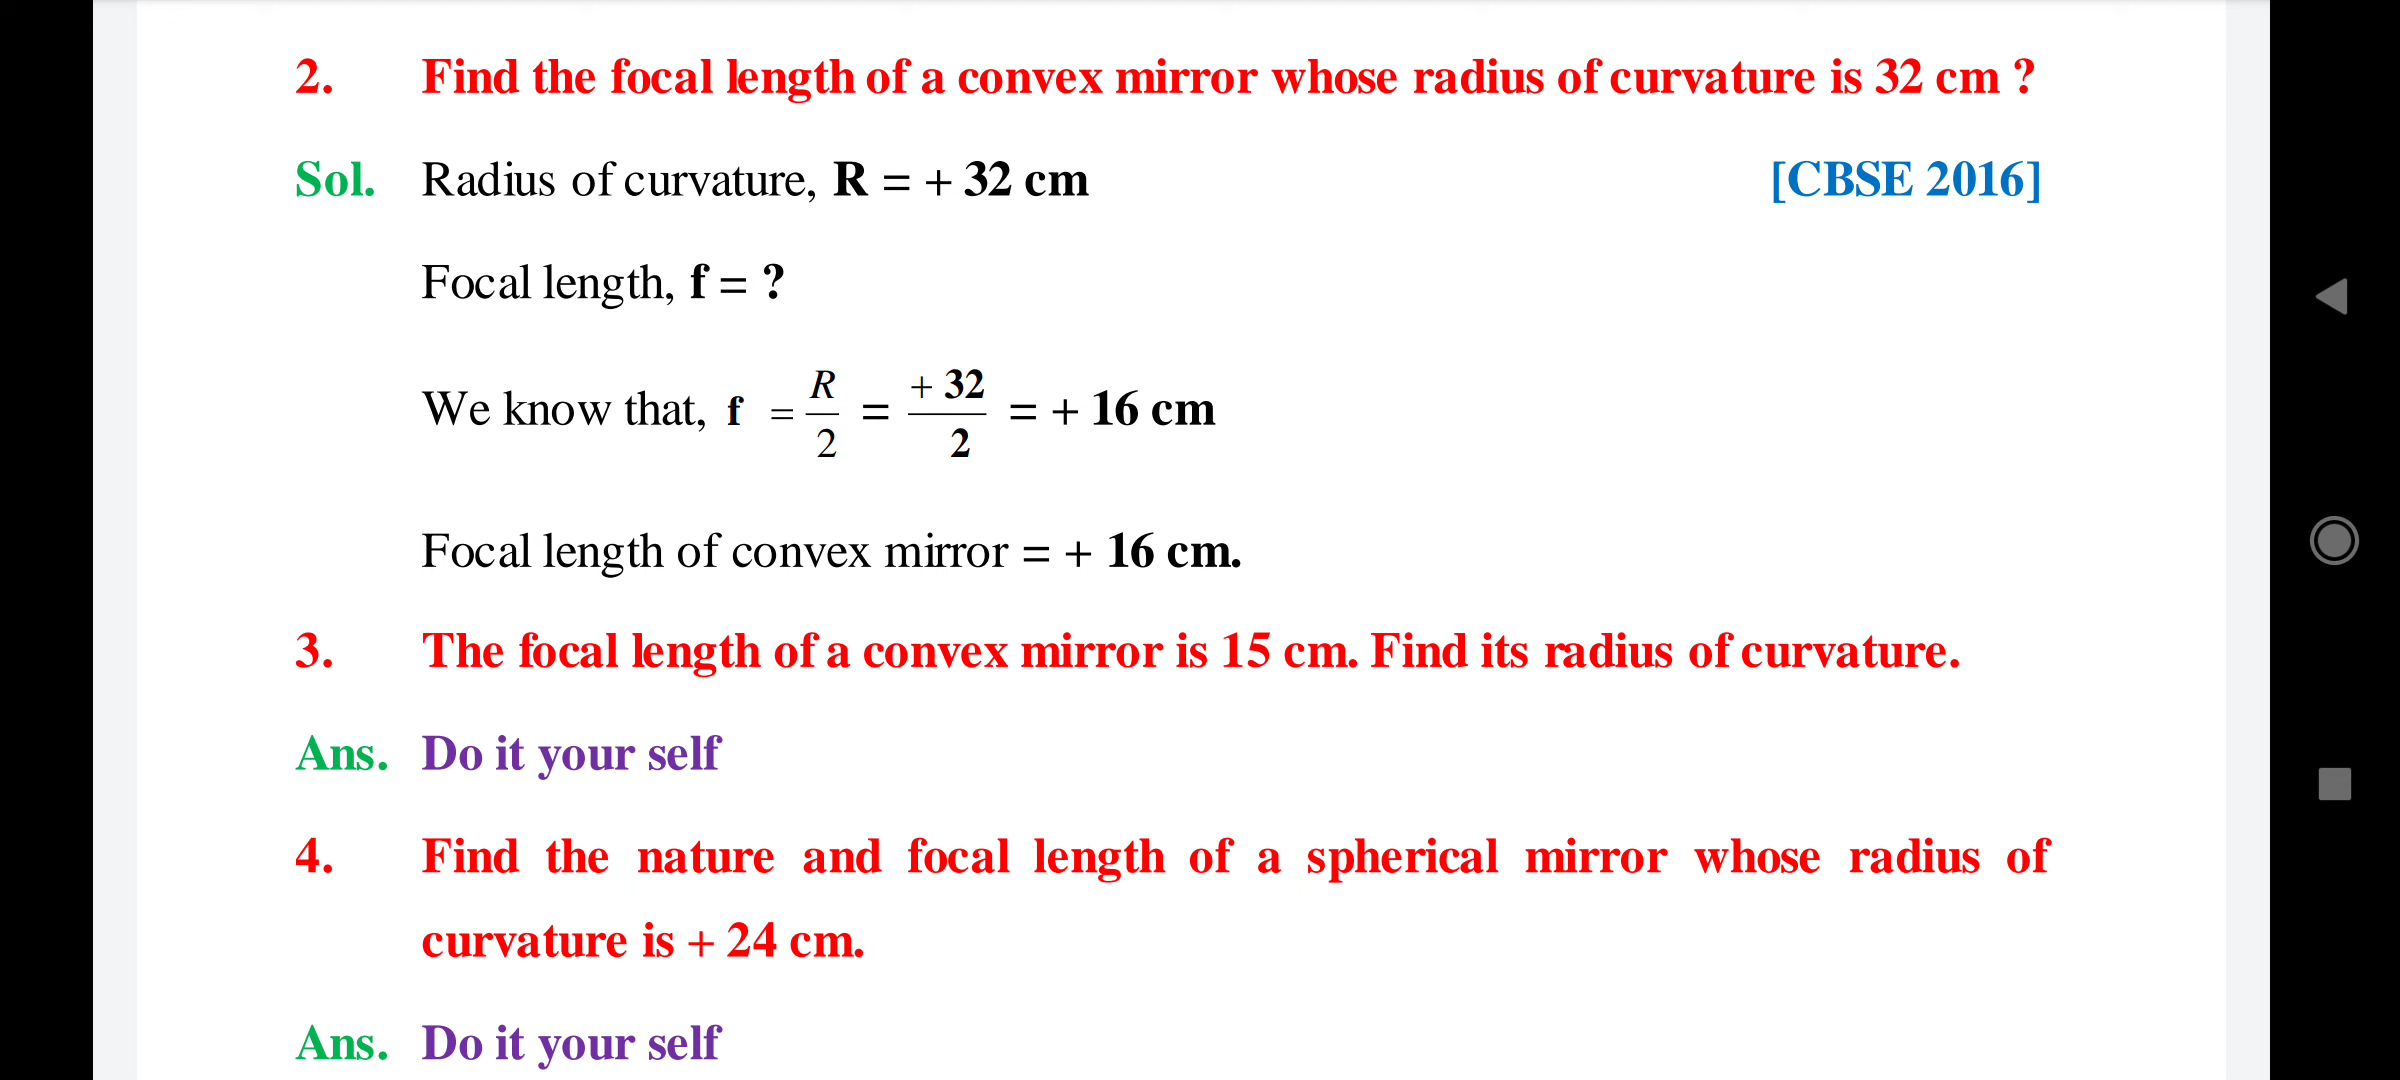 2. Find the focal length of a convex mirror whose radius of curvature is 32 cm ?
Sol. Radius of curvature, R = + 32 cm [CBSE 2016]
Focal length, f = ?
We know that, f = R/2 = + 32/2 = + 16 cm
Focal length of convex mirror = + 16 cm.
3. The focal length of a convex mirror is 15 cm. Find its radius of curvature.
Ans. Do it your self
4. Find the nature and focal length of a spherical mirror whose radius of
curvature is + 24 cm.
Ans. Do it your self